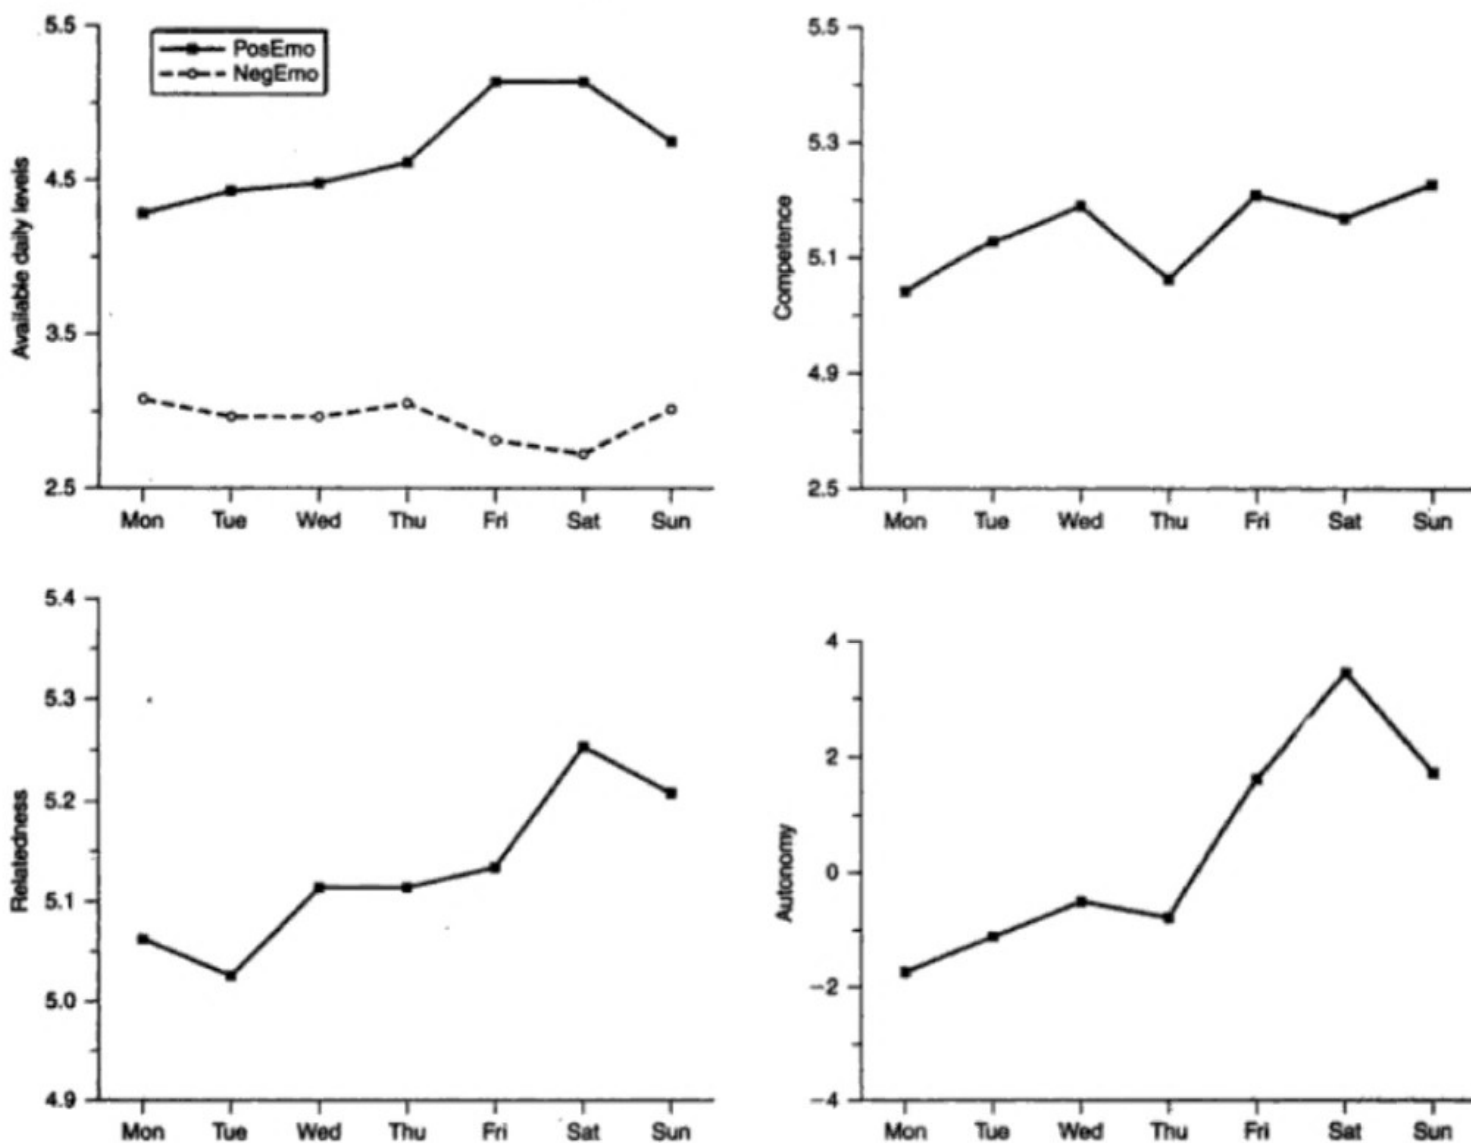 5.5
PosEmo
NegEmo
4.5
3.5
2.5
Available daily levels
Mon Tue Wed Thu Fri Sat Sun
5.5
5.3
5.1
4.9
2.5
Competence
Mon Tue Wed Thu Fri Sat Sun
5.4
5.3
5.2
5.1
5.0
4.9
Relatedness
Mon Tue Wed Thu Fri Sat Sun
4
2
0
−2
−4
Autonomy
Mon Tue Wed Thu Fri Sat Sun